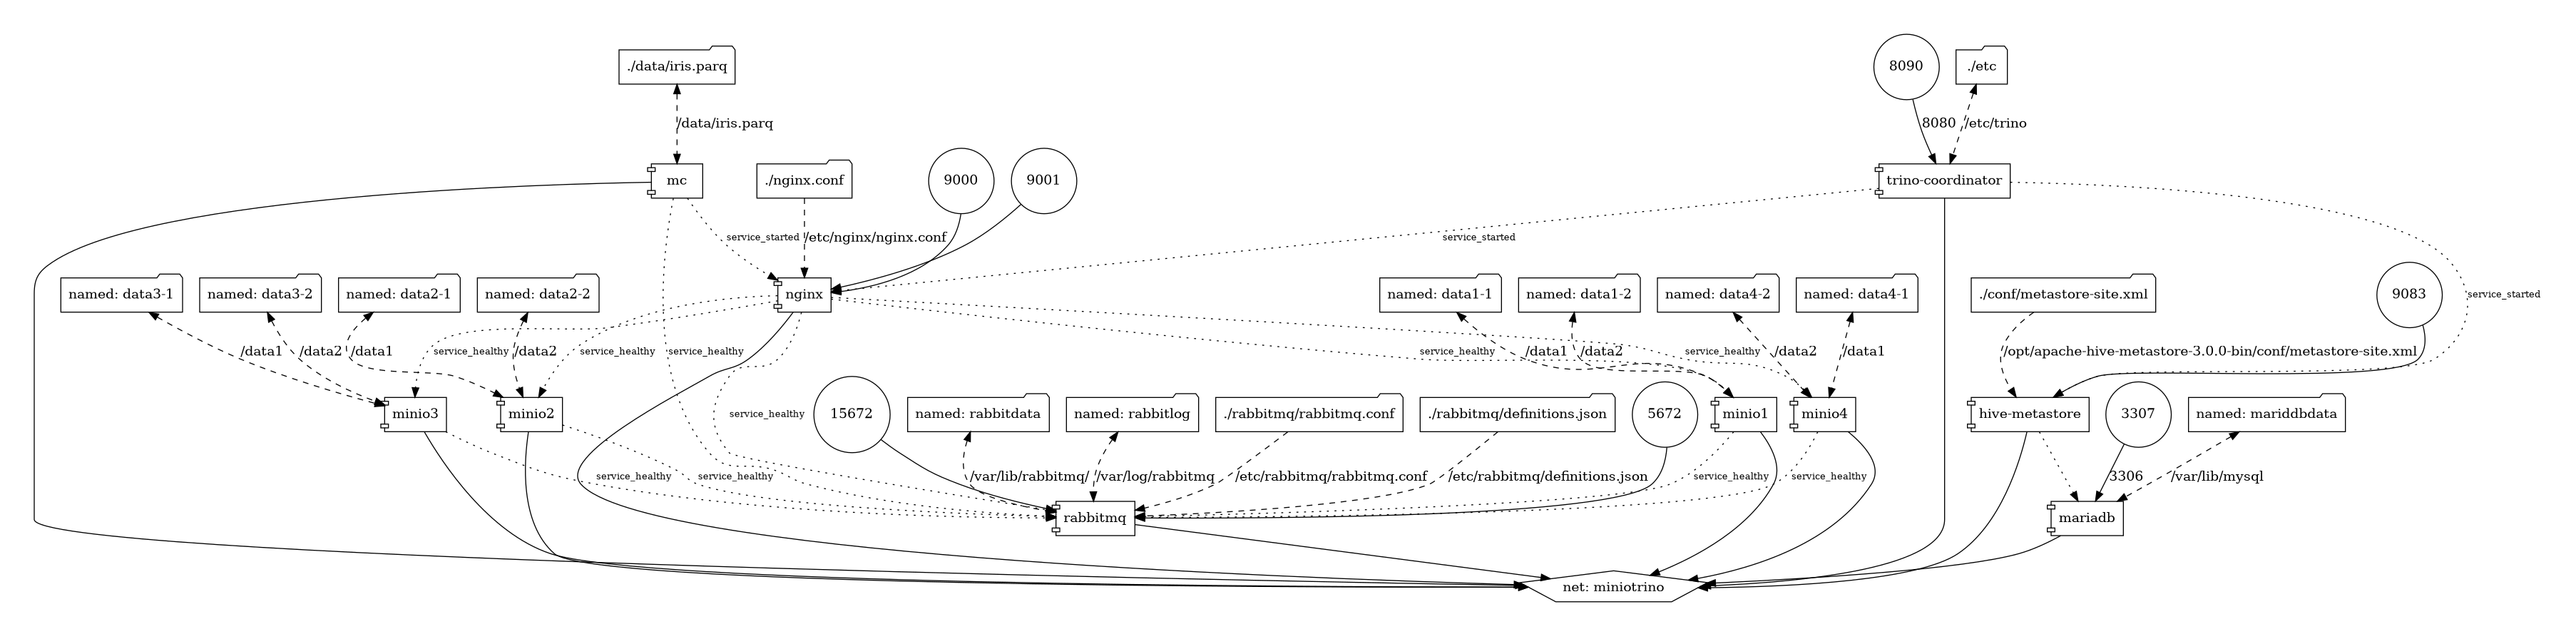 ./data/iris.parq
8090
./etc
/data/iris.parq
8080
/etc/trino
mc
./nginx.conf
9000
9001
trino-coordinator
service_started
/etc/nginx/nginx.conf
service_started
named: data3-1
named: data3-2
named: data2-1
named: data2-2
nginx
named: data1-1
named: data1-2
named: data4-2
named: data4-1
./conf/metastore-site.xml
9083
service_started
/data1
/data2
/data1
service_healthy
/data2
service_healthy
service_healthy
service_healthy
/data1
/data2
service_healthy
/data2
/data1
/opt/apache-hive-metastore-3.0.0-bin/conf/metastore-site.xml
minio3
minio2
service_healthy
15672
named: rabbitdata
named: rabbitlog
./rabbitmq/rabbitmq.conf
./rabbitmq/definitions.json
5672
minio1
minio4
hive-metastore
3307
named: mariddbdata
service_healthy
service_healthy
/var/lib/rabbitmq/
/var/log/rabbitmq
/etc/rabbitmq/rabbitmq.conf
/etc/rabbitmq/definitions.json
service_healthy
service_healthy
3306
/var/lib/mysql
rabbitmq
mariadb
net: miniotrino